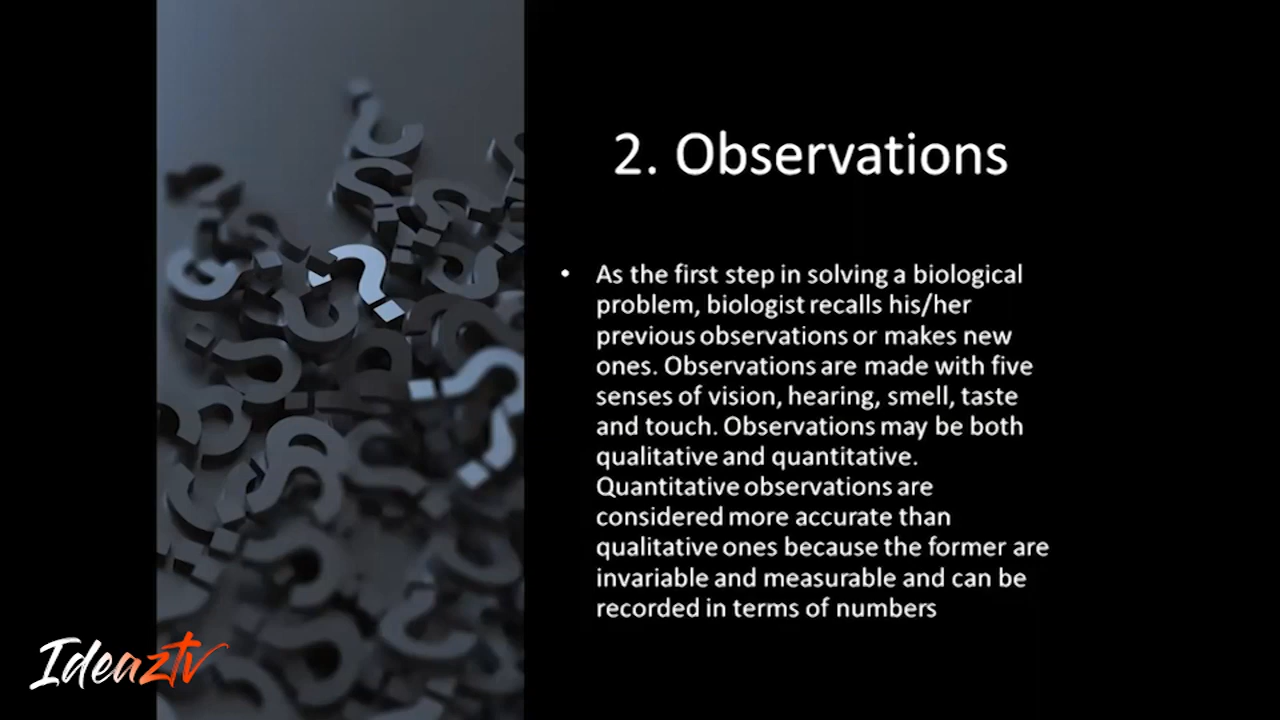 2. Observations
• As the first step in solving a biological
problem, biologist recalls his/her
previous observations or makes new
ones. Observations are made with five
senses of vision, hearing, smell, taste
and touch. Observations may be both
qualitative and quantitative.
Quantitative observations are
considered more accurate than
qualitative ones because the former are
invariable and measurable and can be
recorded in terms of numbers
Ideaztv